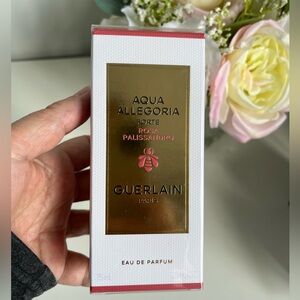 AQUA
ALLEGORIA
FORTE
ROSA
PALISSANDRO
GUERLAIN
PARIS
EAU DE PARFUM